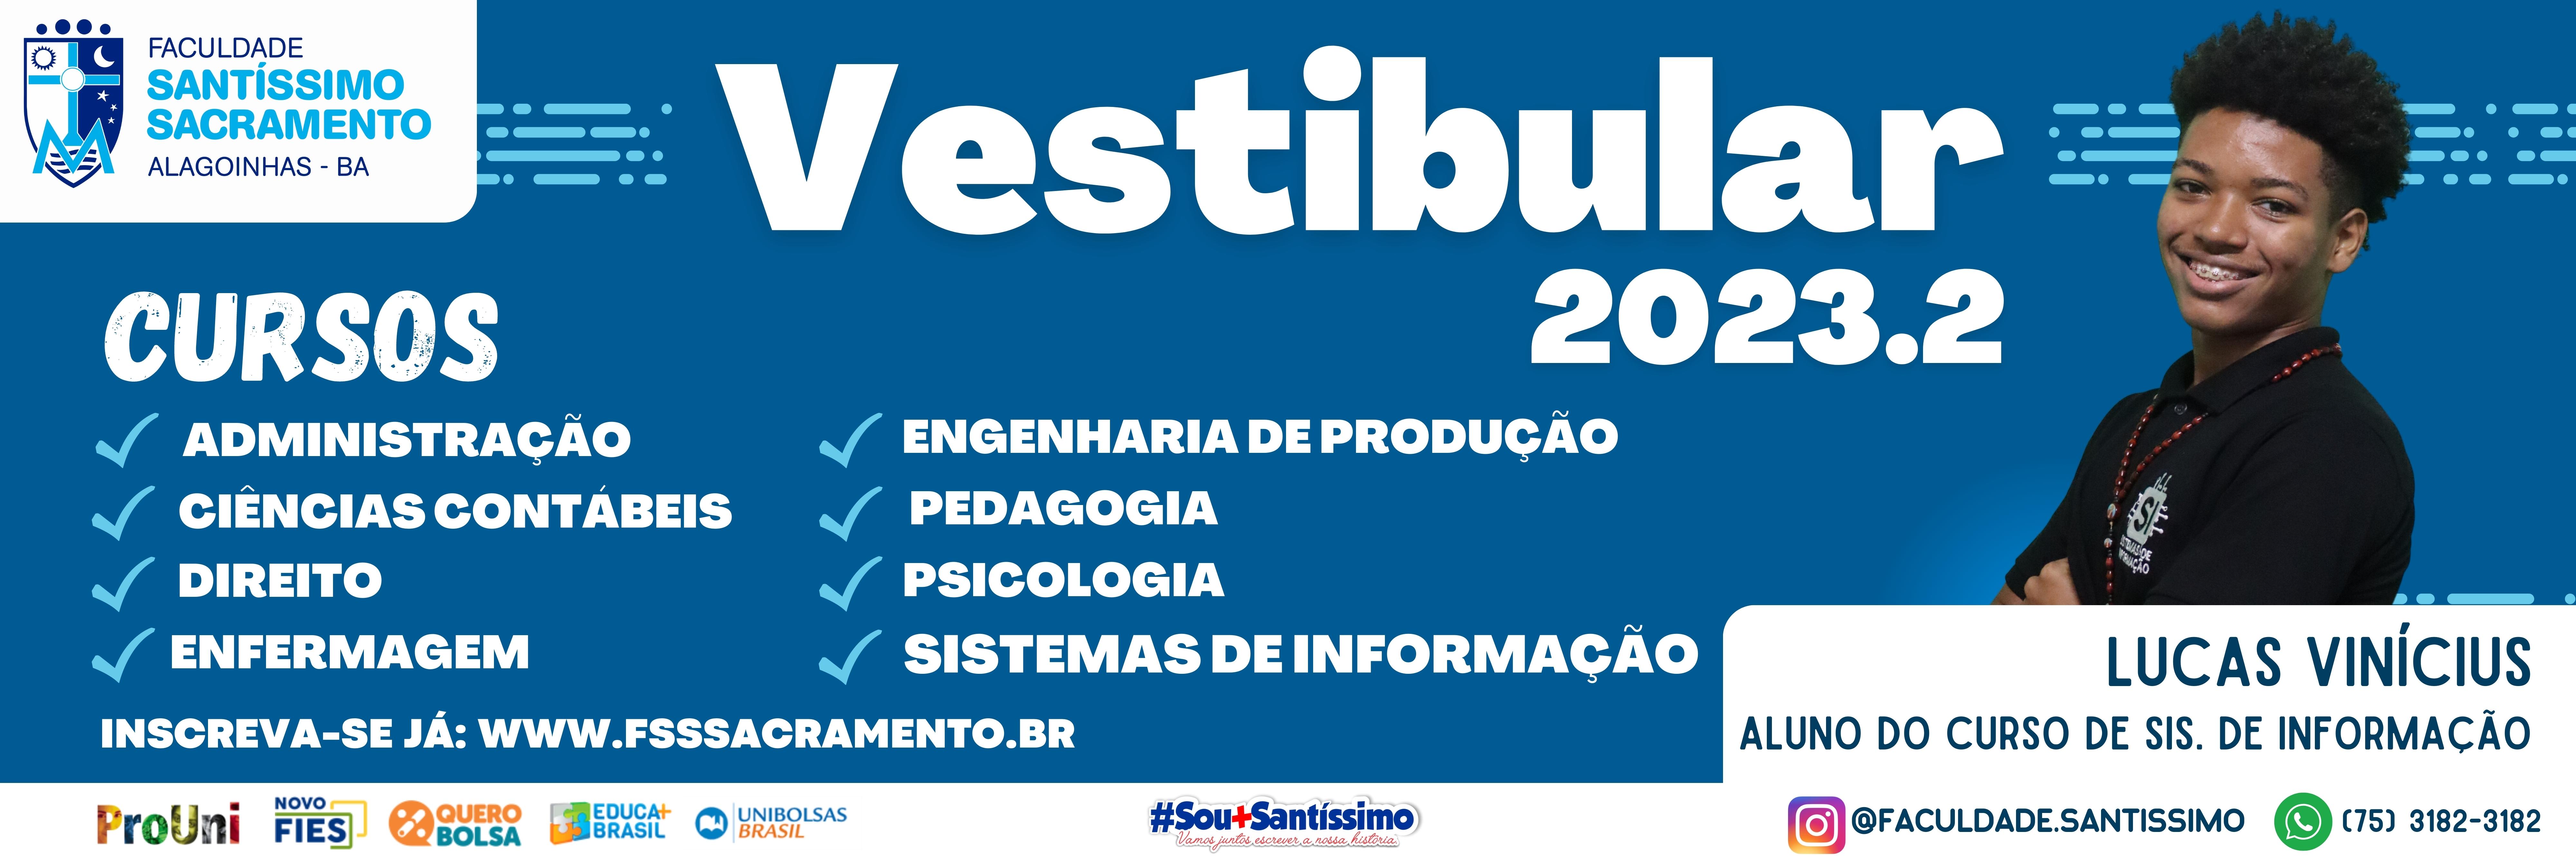 FACULDADE
SANTÍSSIMO
SACRAMENTO
ALAGOINHAS - BA
Vestibular
2023.2
CURSOS
ADMINISTRAÇÃO
CIÊNCIAS CONTÁBEIS
DIREITO
ENFERMAGEM
ENGENHARIA DE PRODUÇÃO
PEDAGOGIA
PSICOLOGIA
SISTEMAS DE INFORMAÇÃO
INSCREVA-SE JÁ: WWW.FSSSACRAMENTO.BR
SI
LUCAS VINÍCIUS
ALUNO DO CURSO DE SIS. DE INFORMAÇÃO
ProUni
NOVO
FIES
QUERO
BOLSA
EDUCA+
BRASIL
UNIBOLSAS
BRASIL
#Sou+Santíssimo
Vamos juntos escrever a nossa história.
@FACULDADE.SANTISSIMO
(75) 3182-3182